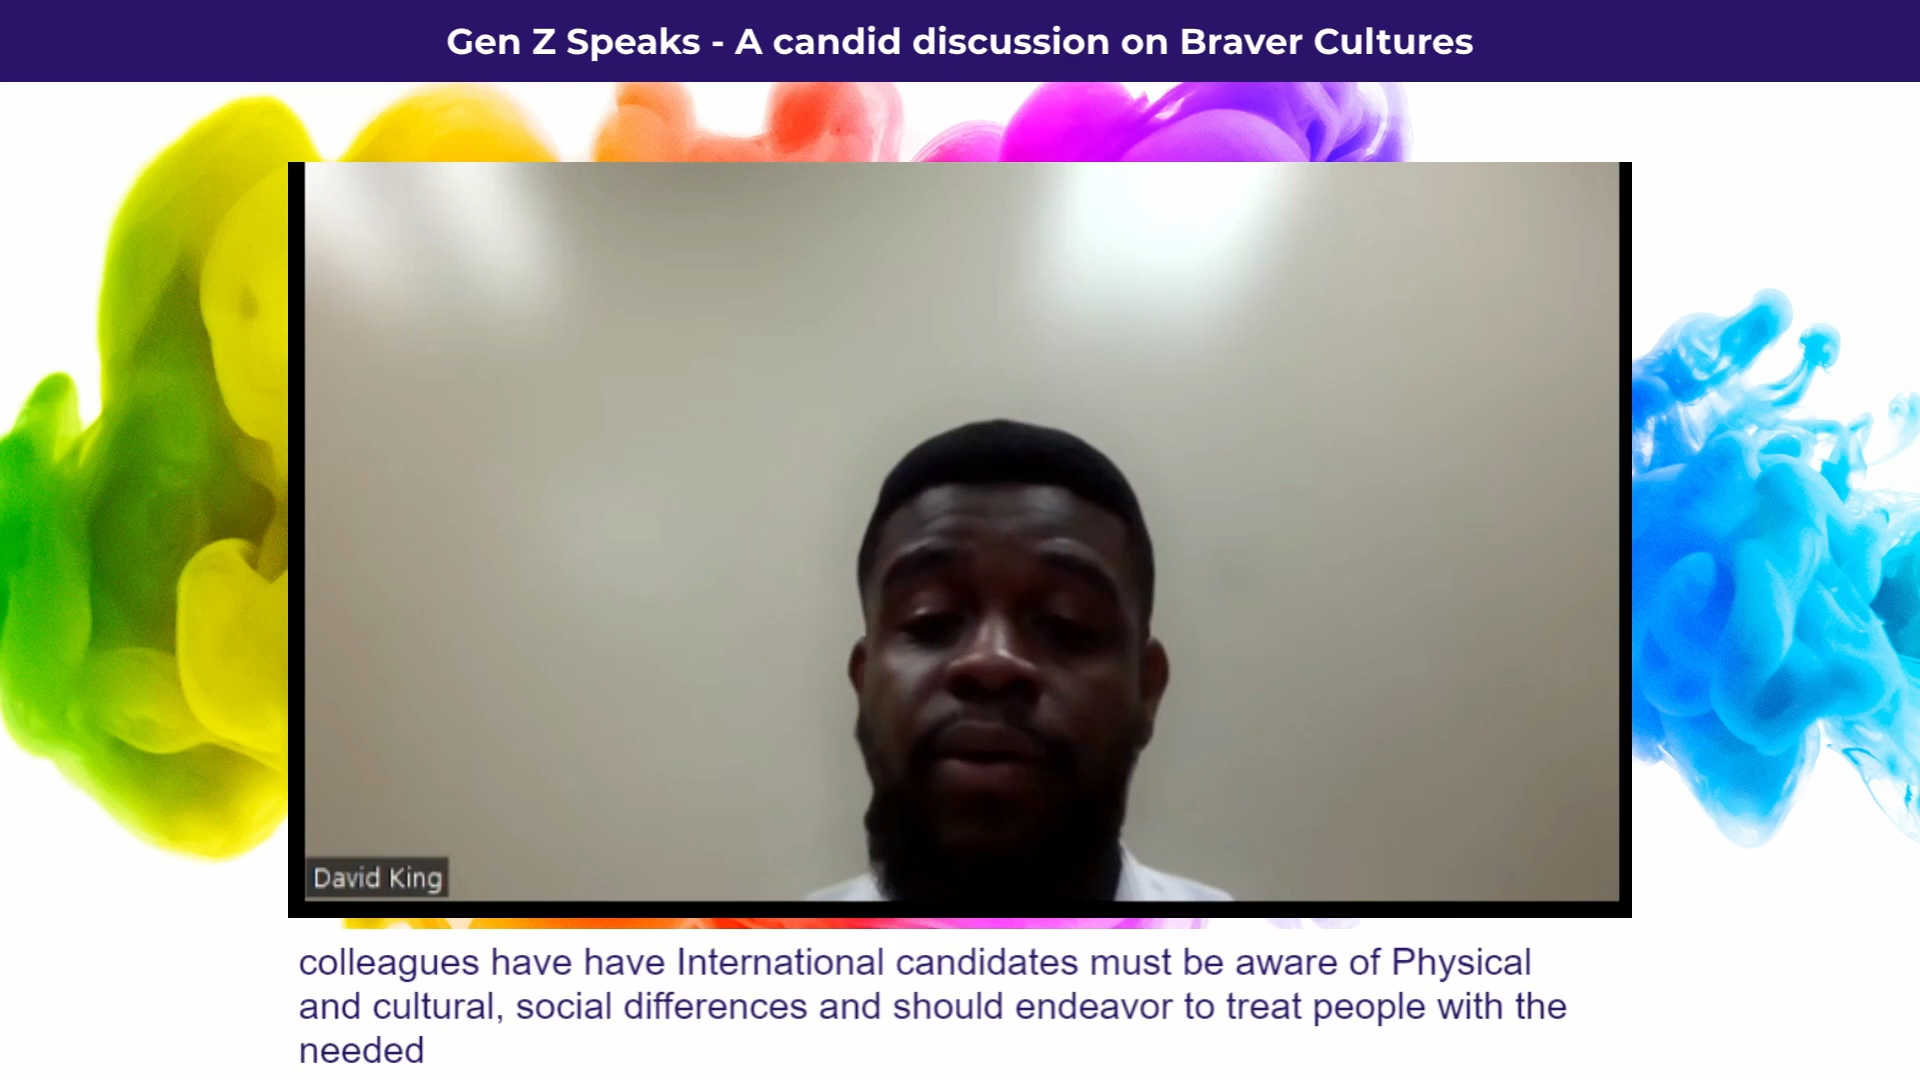 Gen Z Speaks - A candid discussion on Braver Cultures
David King
colleagues have have International candidates must be aware of Physical
and cultural, social differences and should endeavor to treat people with the
needed